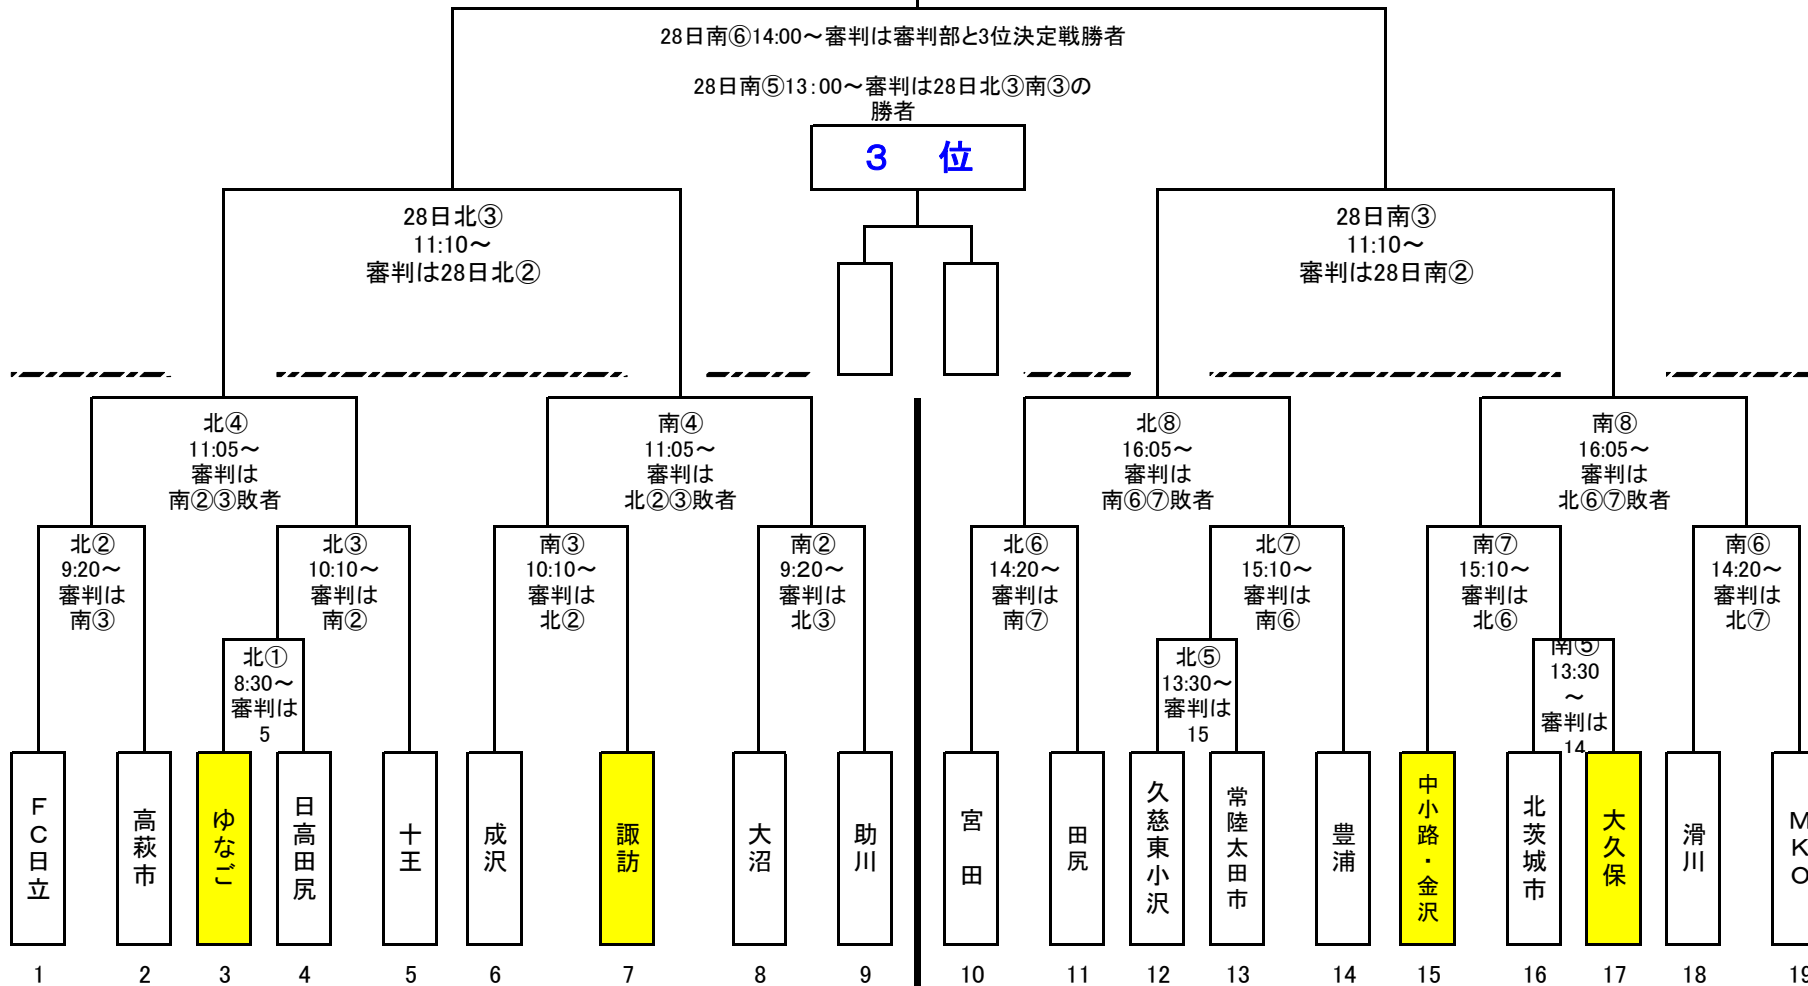 28日南⑥14:00～審判は審判部と3位決定戦勝者
28日南⑤13:00～審判は28日北③南③の
勝者
３　位
28日北③
11:10～
審判は28日北②
28日南③
11:10～
審判は28日南②
北④
11:05～
審判は
南②③敗者
南④
11:05～
審判は
北②③敗者
北⑧
16:05～
審判は
南⑥⑦敗者
南⑧
16:05～
審判は
北⑥⑦敗者
北②
9:20～
審判は
南③
北③
10:10～
審判は
南②
南③
10:10～
審判は
北②
南②
9:20～
審判は
北③
北⑥
14:20～
審判は
南⑦
北⑦
15:10～
審判は
南⑥
南⑦
15:10～
審判は
北⑥
南⑥
14:20～
審判は
北⑦
北①
8:30～
審判は
5
北⑤
13:30～
審判は
15
南⑤
13:30
～
審判は
14
ＦＣ日立
高萩市
ゆなご
日高田尻
十王
成沢
諏訪
大沼
助川
宮　田
田尻
久慈東小沢
常陸太田市
豊浦
中小路・金沢
北茨城市
大久保
滑川
ＭＫＯ
1 2 3 4 5 6 7 8 9 10 11 12 13 14 15 16 17 18 19